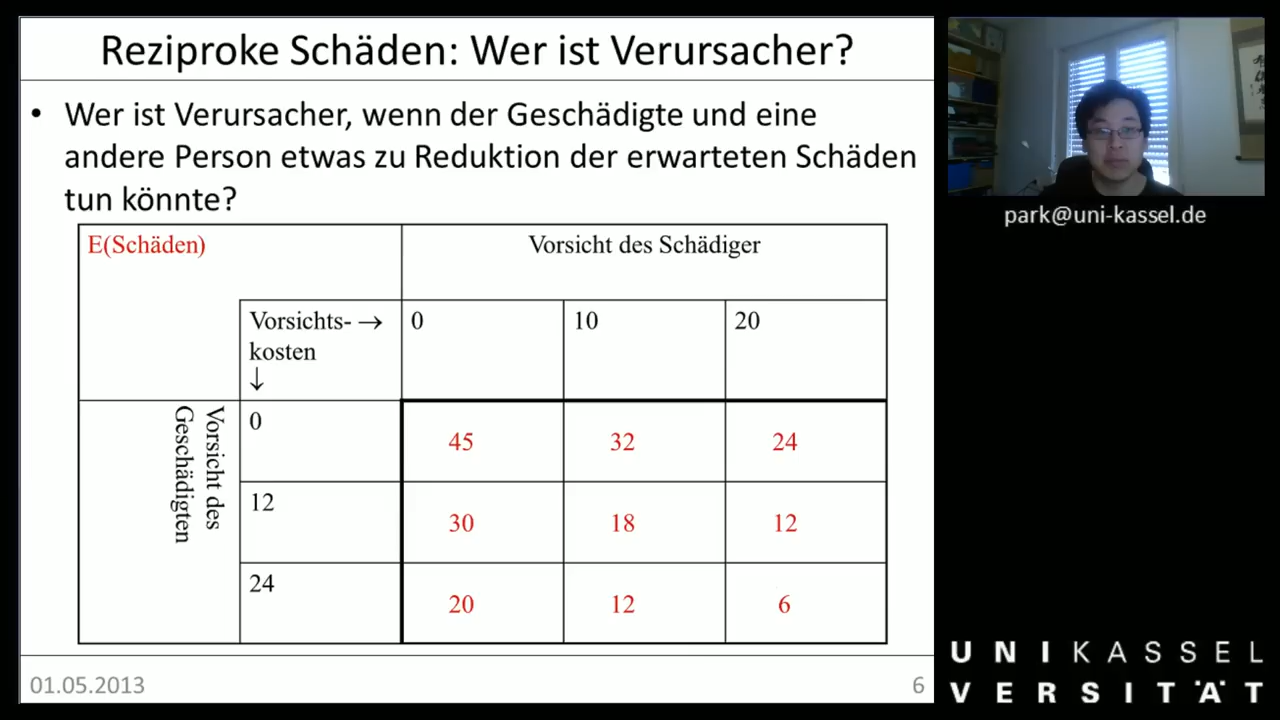 Reziproke Schäden: Wer ist Verursacher?
• Wer ist Verursacher, wenn der Geschädigte und eine
andere Person etwas zu Reduktion der erwarteten Schäden
tun könnte?
E(Schäden)
Vorsicht des Schädiger
Vorsichts- →
kosten
↓
0 10 20
Vorsicht des
Geschädigten
0 45 32 24
12 30 18 12
24 20 12 6
01.05.2013
6
park@uni-kassel.de
UNIKASSEL
VERSITÄT